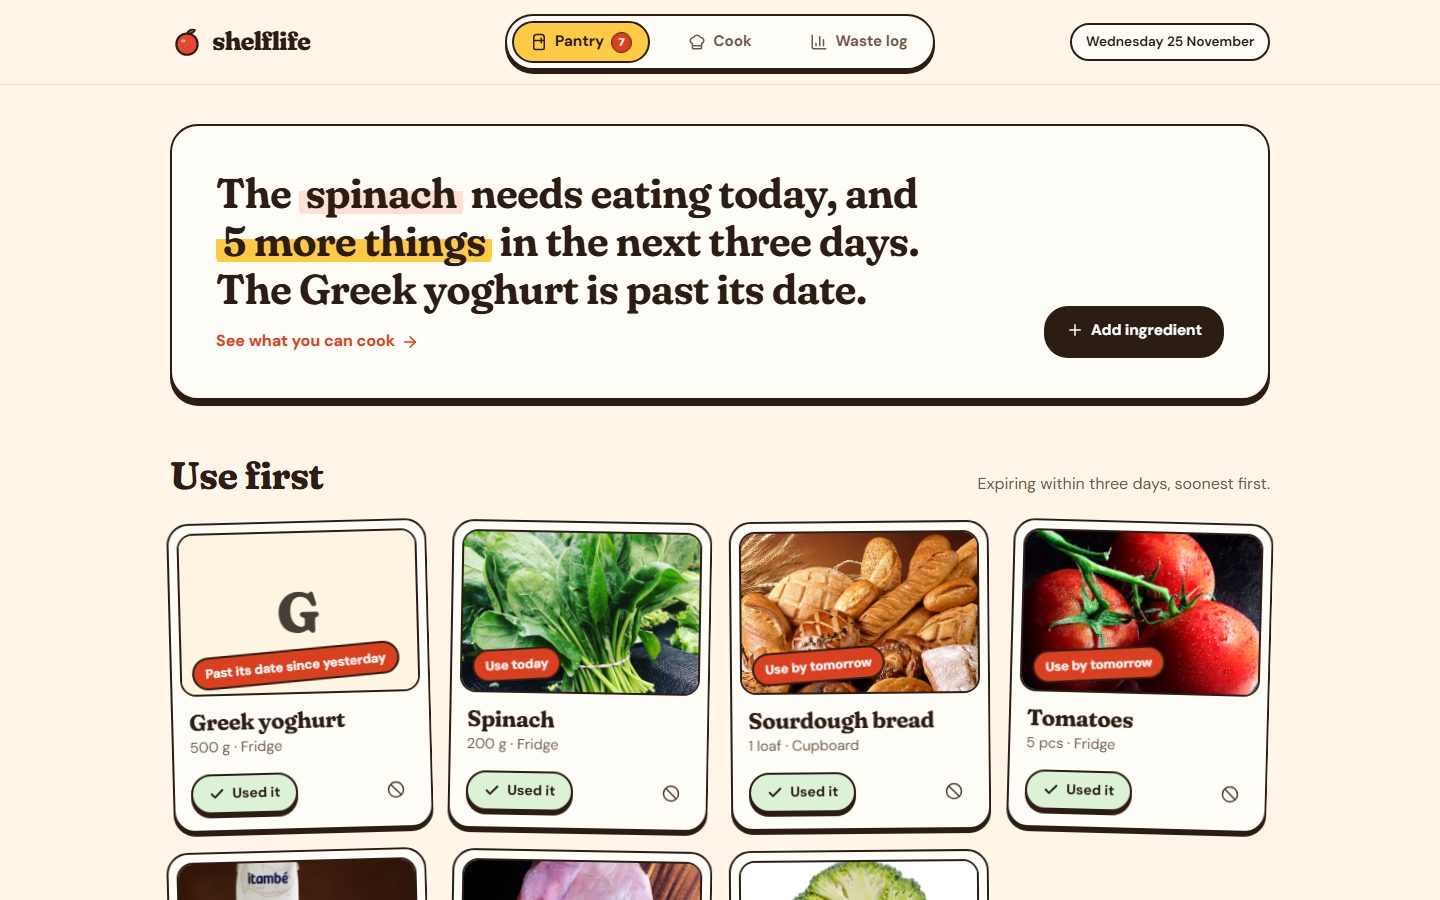 shelflife
Pantry 7
Cook
Waste log
Wednesday 25 November
The spinach needs eating today, and
5 more things in the next three days.
The Greek yoghurt is past its date.
See what you can cook
Add ingredient
Use first
Expiring within three days, soonest first.
G
Past its date since yesterday
Greek yoghurt
500 g · Fridge
Used it
Use today
Spinach
200 g · Fridge
Used it
Use by tomorrow
Sourdough bread
1 loaf · Cupboard
Used it
Use by tomorrow
Tomatoes
5 pcs · Fridge
Used it
itambé